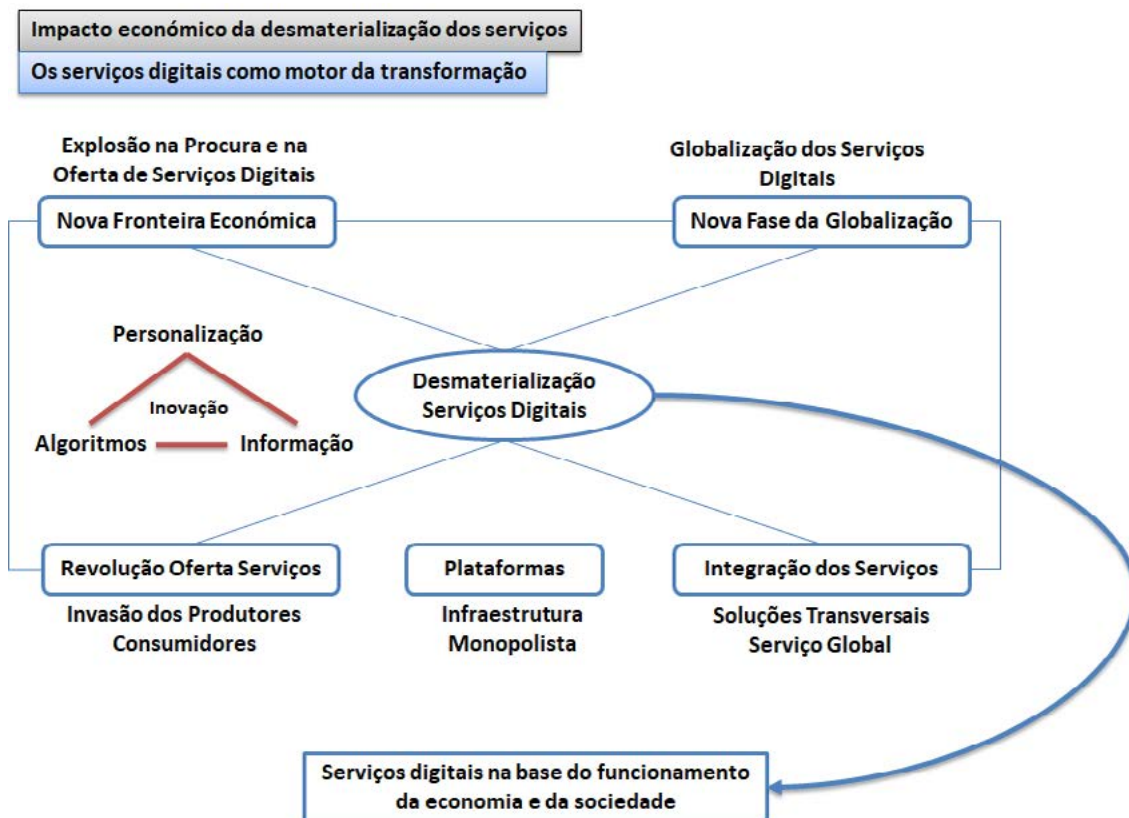 Impacto económico da desmaterialização dos serviços
Os serviços digitais como motor da transformação
Explosão na Procura e na
Oferta de Serviços Digitais
Globalização dos Serviços
Digitais
Nova Fronteira Económica
Nova Fase da Globalização
Personalização
Inovação
Algoritmos
Informação
Desmaterialização
Serviços Digitais
Revolução Oferta Serviços
Plataformas
Integração dos Serviços
Invasão dos Produtores
Consumidores
Infraestrutura
Monopolista
Soluções Transversais
Serviço Global
Serviços digitais na base do funcionamento
da economia e da sociedade